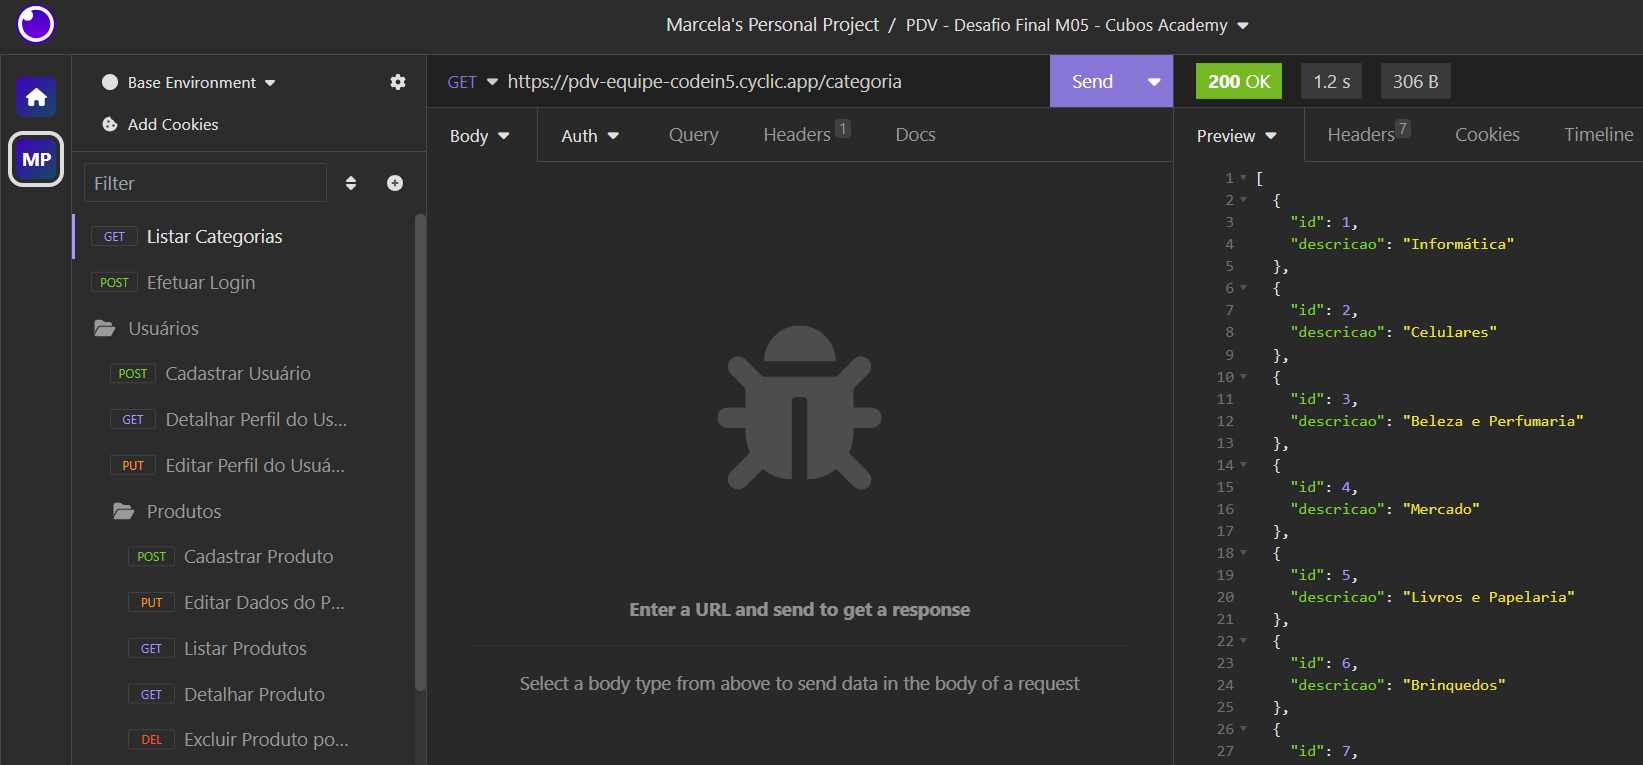 Marcela's Personal Project / PDV - Desafio Final M05 - Cubos Academy
MP
Base Environment
Add Cookies
Filter
GET Listar Categorias
POST Efetuar Login
Usuários
POST Cadastrar Usuário
GET Detalhar Perfil do Us...
PUT Editar Perfil do Usuá...
Produtos
POST Cadastrar Produto
PUT Editar Dados do P...
GET Listar Produtos
GET Detalhar Produto
DEL Excluir Produto po...
GET https://pdv-equipe-codein5.cyclic.app/categoria Send
Body Auth Query Headers 1 Docs
Enter a URL and send to get a response
Select a body type from above to send data in the body of a request
200 OK 1.2 s 306 B
Preview Headers 7 Cookies Timeline
1 [
2 {
3 "id": 1,
4 "descricao": "Informática"
5 },
6 {
7 "id": 2,
8 "descricao": "Celulares"
9 },
10 {
11 "id": 3,
12 "descricao": "Beleza e Perfumaria"
13 },
14 {
15 "id": 4,
16 "descricao": "Mercado"
17 },
18 {
19 "id": 5,
20 "descricao": "Livros e Papelaria"
21 },
22 {
23 "id": 6,
24 "descricao": "Brinquedos"
25 },
26 {
27 "id": 7,